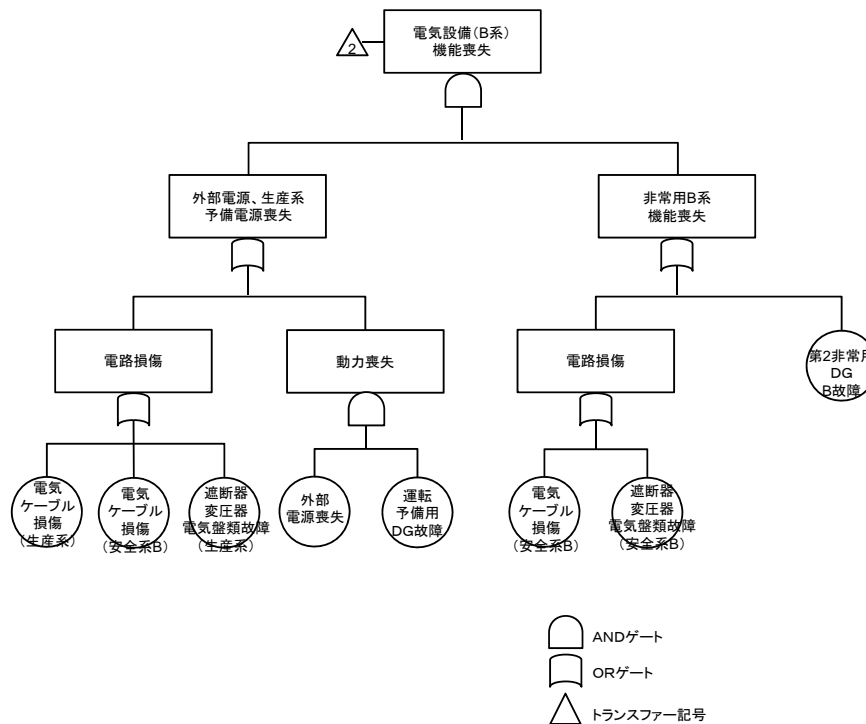 電気設備（B系）
機能喪失
2
外部電源、生産系
予備電源喪失
非常用B系
機能喪失
電路損傷
動力喪失
電路損傷
第2非常用
DG
B故障
電気
ケーブル
損傷
（生産系）
電気
ケーブル
損傷
（安全系B）
遮断器
変圧器
電気盤類故障
（生産系）
外部
電源喪失
運転
予備用
DG故障
電気
ケーブル
損傷
（安全系B）
遮断器
変圧器
電気盤類故障
（安全系B）
ANDゲート
ORゲート
トランスファー記号